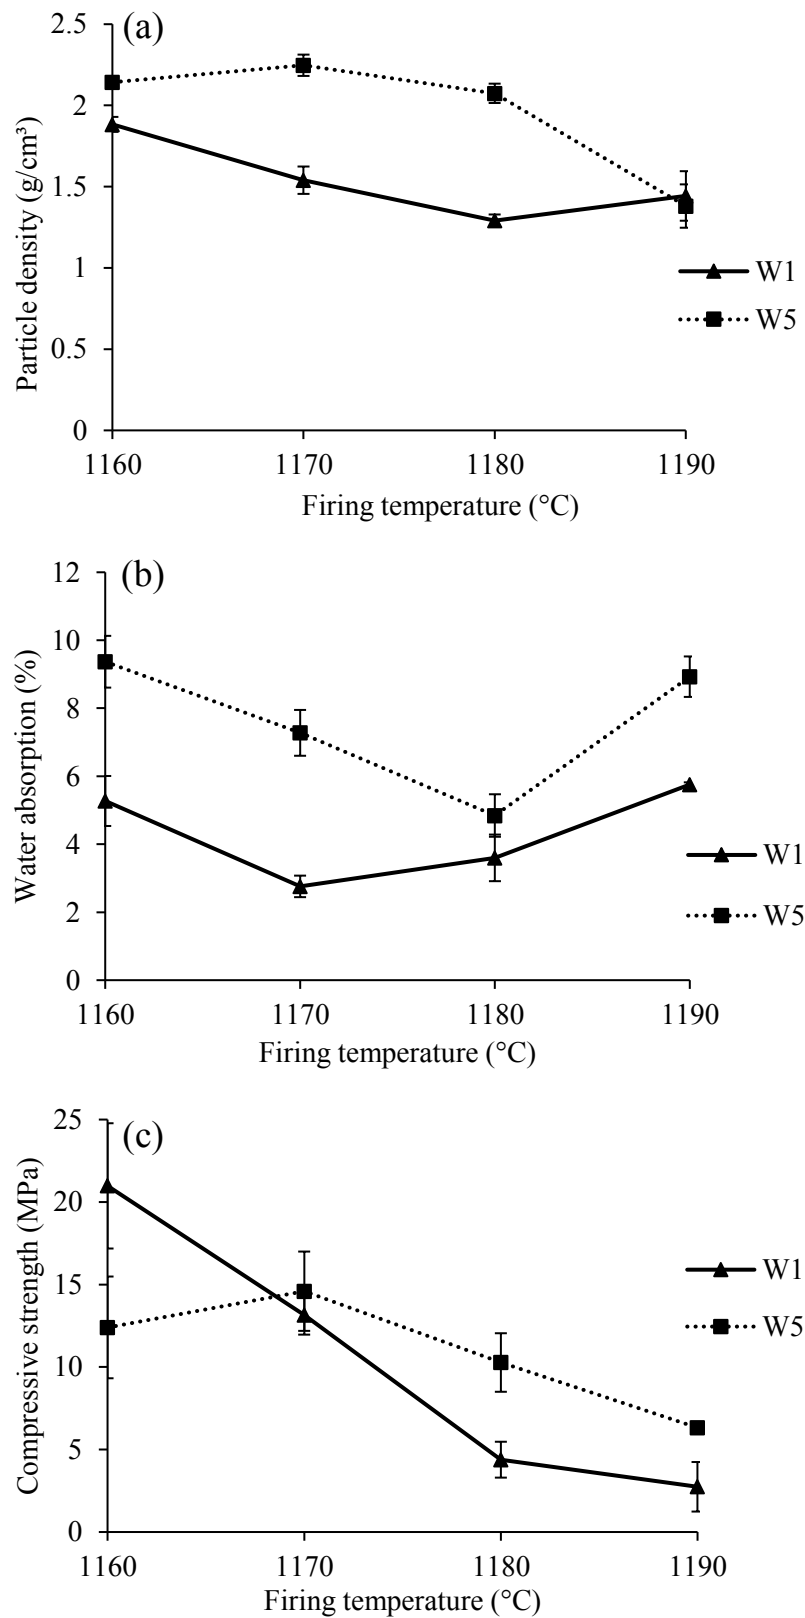 (a)
Particle density (g/cm³)
2.5
2
1.5
1
0.5
0
1160 1170 1180 1190
Firing temperature (°C)
W1
W5
(b)
Water absorption (%)
12
10
8
6
4
2
0
1160 1170 1180 1190
Firing temperature (°C)
W1
W5
(c)
Compressive strength (MPa)
25
20
15
10
5
0
1160 1170 1180 1190
Firing temperature (°C)
W1
W5